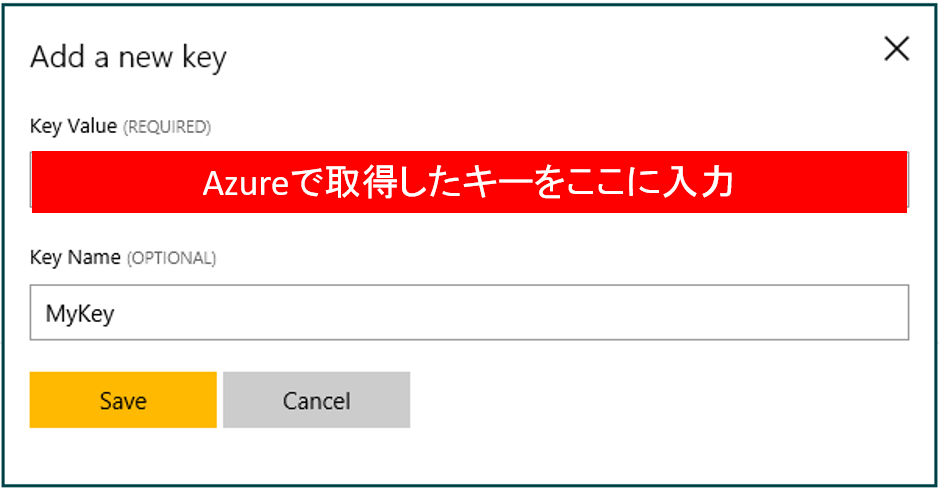 Add a new key
Key Value (REQUIRED)
Azureで取得したキーをここに入力
Key Name (OPTIONAL)
MyKey
Save Cancel